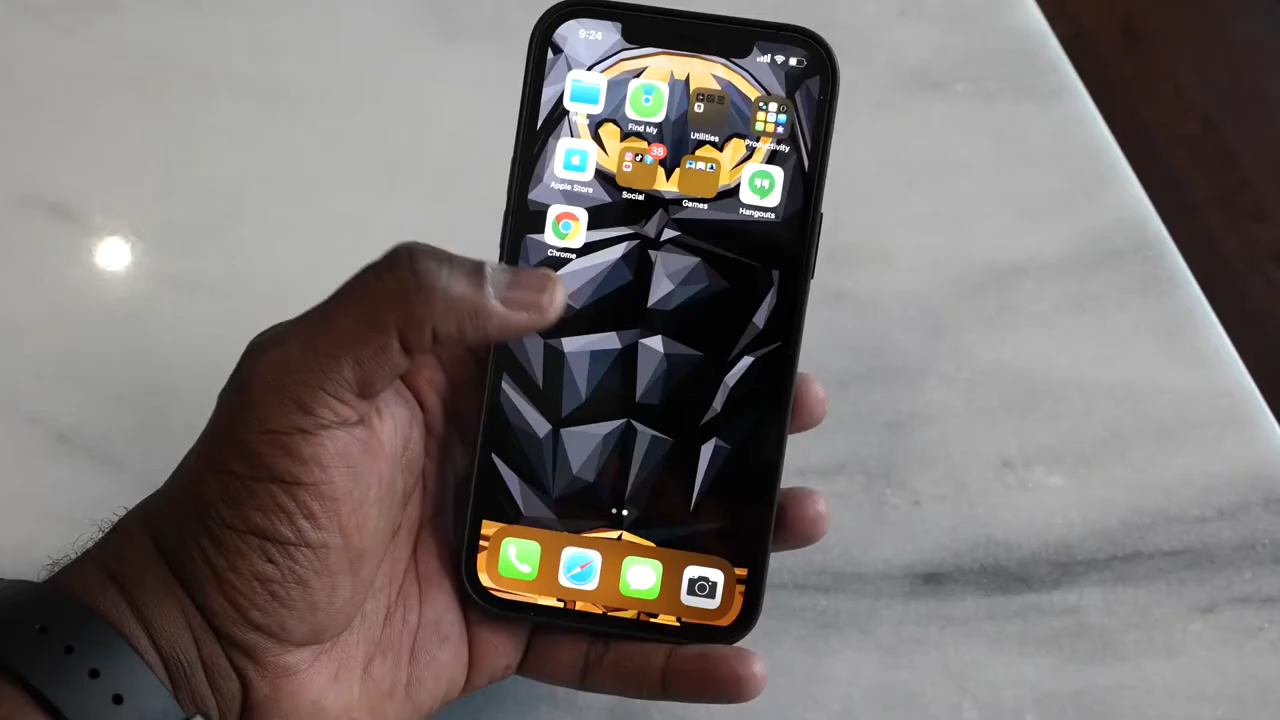 9:24
Find My
Utilities
Productivity
Apple Store
38
Social
Games
Hangouts
Chrome